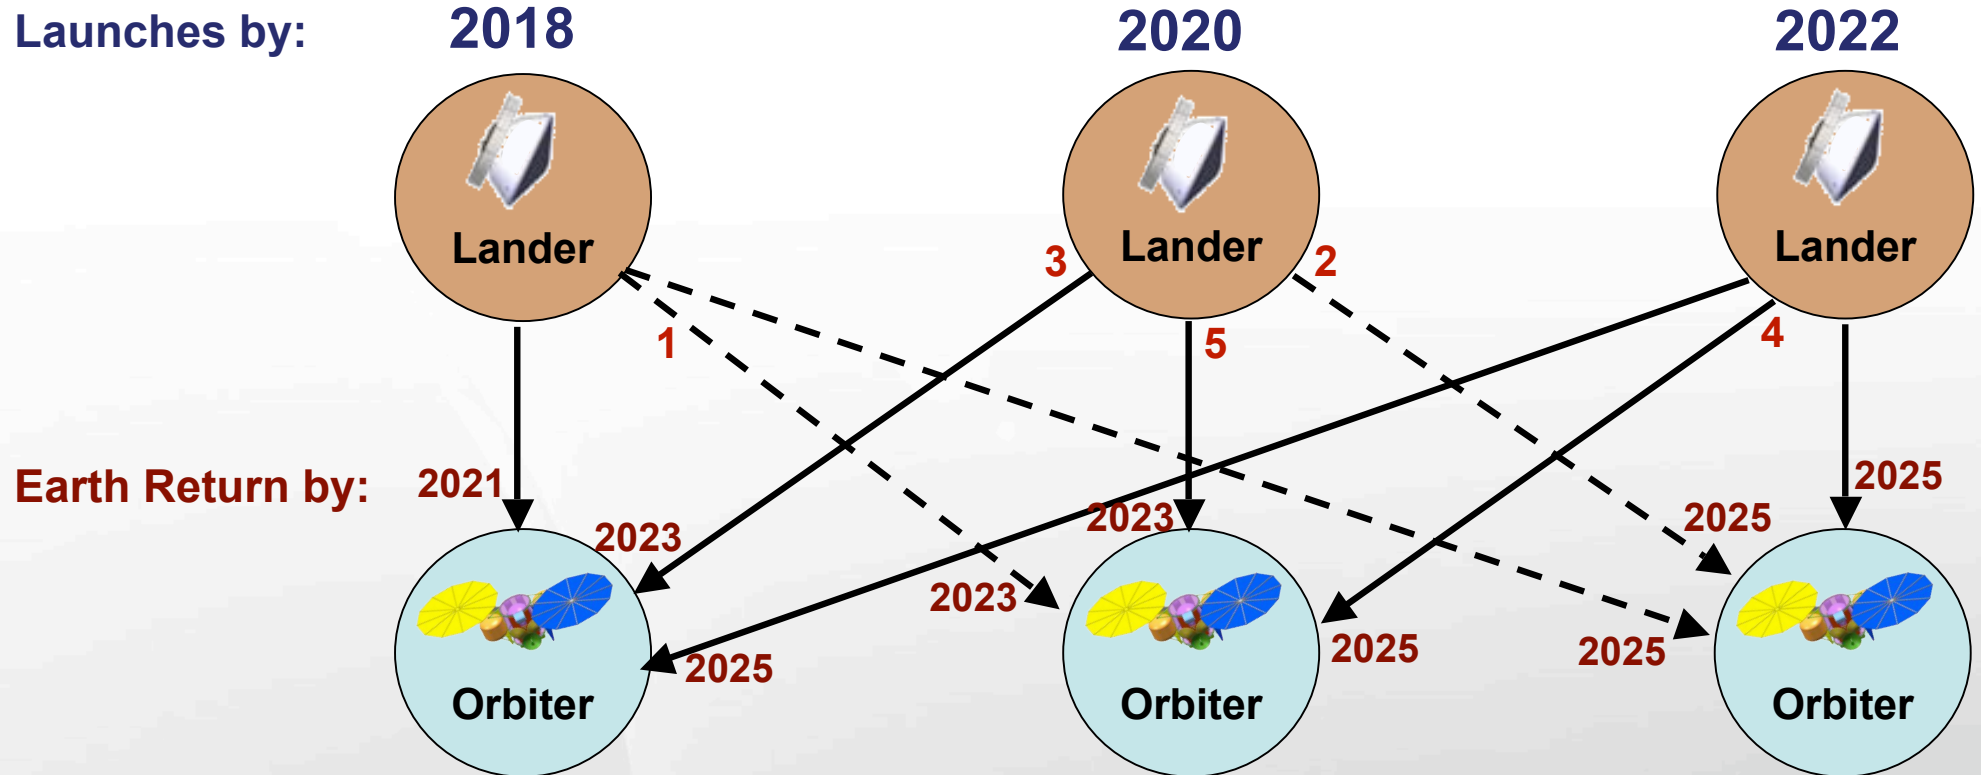 Launches by: 2018 2020 2022
Lander Lander Lander
3 2
1 5 4
Earth Return by: 2021 2023 2025
2023 2025
2023 2025 2025
2025
Orbiter Orbiter Orbiter